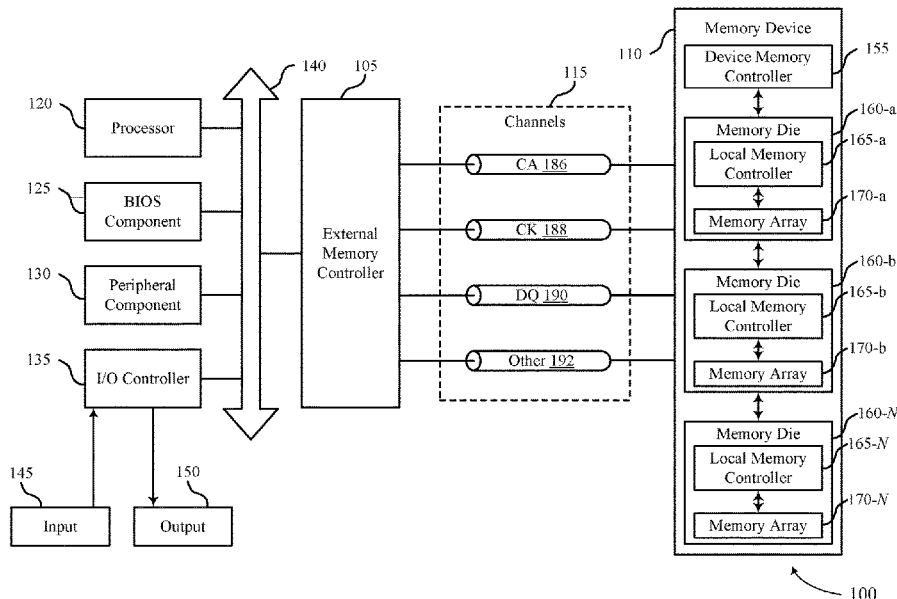 120
Processor
125
BIOS
Component
130
Peripheral
Component
135
I/O Controller
145
Input
150
Output
140
105
External
Memory
Controller
115
Channels
CA 186
CK 188
DQ 190
Other 192
110
Memory Device
Device Memory
Controller
155
160-a
Memory Die
Local Memory
Controller
165-a
Memory Array
170-a
160-b
Memory Die
Local Memory
Controller
165-b
Memory Array
170-b
160-N
Memory Die
Local Memory
Controller
165-N
Memory Array
170-N
100